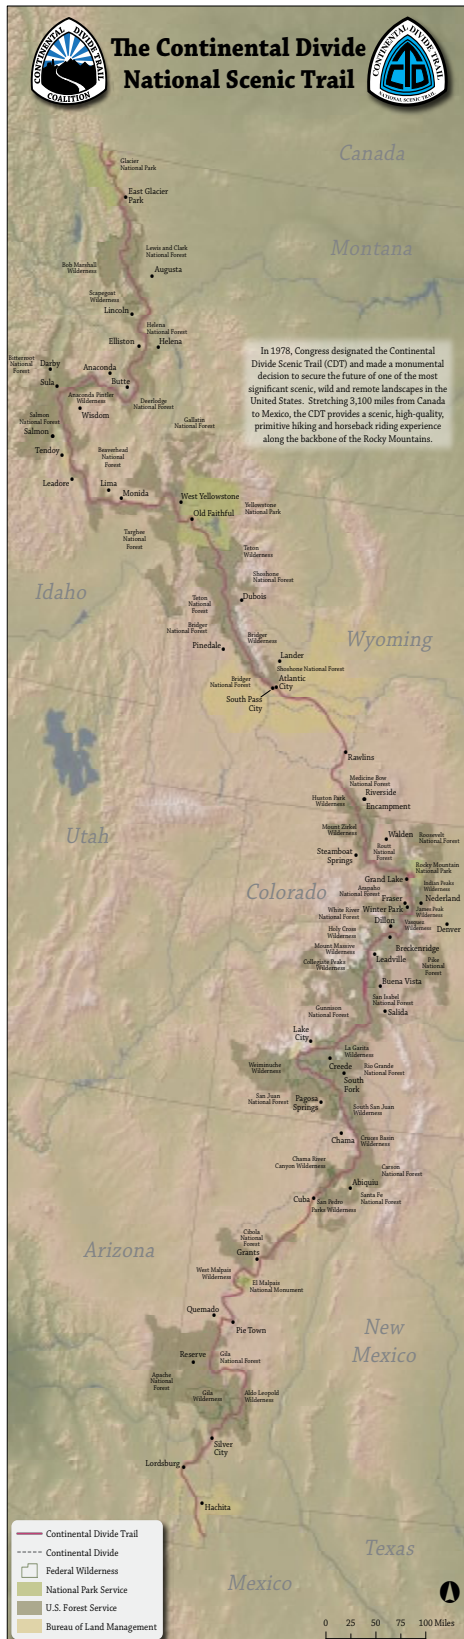 CONTINENTAL DIVIDE TRAIL
COALITION
The Continental Divide
National Scenic Trail
CONTINENTAL DIVIDE TRAIL
CTD
NATIONAL SCENIC TRAIL
Canada
Glacier
National Park
East Glacier
Park
Montana
Lewis and Clark
National Forest
Bob Marshall
Wilderness
Augusta
Scapegoat
Wilderness
Lincoln
Helena
National Forest
Elliston
Helena
In 1978, Congress designated the Continental
Divide Scenic Trail (CDT) and made a monumental
decision to secure the future of one of the most
significant scenic, wild and remote landscapes in the
United States. Stretching 3,100 miles from Canada
to Mexico, the CDT provides a scenic, high-quality,
primitive hiking and horseback riding experience
along the backbone of the Rocky Mountains.
Bitterroot
National
Forest
Darby
Sula
Anaconda
Butte
Anaconda Pintler
Wilderness
Deerlodge
National Forest
Wisdom
Salmon
National Forest
Salmon
Gallatin
National Forest
Tendoy
Beaverhead
National
Forest
Leadore
Lima
Monida
West Yellowstone
Old Faithful
Yellowstone
National Park
Targhee
National
Forest
Teton
Wilderness
Shoshone
National Forest
Idaho
Teton
National
Forest
Dubois
Bridger
National Forest
Bridger
Wilderness
Wyoming
Pinedale
Lander
Shoshone National Forest
Bridger
National Forest
Atlantic
City
South Pass
City
Rawlins
Medicine Bow
National Forest
Riverside
Encampment
Huston Park
Wilderness
Utah
Mount Zirkel
Wilderness
Walden
Roosevelt
National Forest
Routt
National
Forest
Steamboat
Springs
Rocky Mountain
National Park
Grand Lake
Colorado
Arapaho
National Forest
Indian Peaks
Wilderness
Fraser
Nederland
Winter Park
James Peak
Wilderness
White River
National Forest
Dillon
Vasquez
Wilderness
Denver
Holy Cross
Wilderness
Breckenridge
Mount Massive
Wilderness
Leadville
Pike
National
Forest
Collegiate Peaks
Wilderness
Buena Vista
San Isabel
National Forest
Salida
Gunnison
National Forest
Lake
City
La Garita
Wilderness
Weiminuche
Wilderness
Creede
Rio Grande
National Forest
South
Fork
San Juan
National Forest
Pagosa
Springs
South San Juan
Wilderness
Chama
Cruces Basin
Wilderness
Chama River
Canyon Wilderness
Carson
National Forest
Abiquiu
Santa Fe
National Forest
Cuba
San Pedro
Parks Wilderness
Cibola
National
Forest
Arizona
Grants
West Malpais
Wilderness
El Malpais
National Monument
Quemado
Pie Town
New
Mexico
Reserve
Gila
National Forest
Apache
National
Forest
Gila
Wilderness
Aldo Leopold
Wilderness
Silver
City
Lordsburg
Hachita
Texas
Mexico
Continental Divide Trail
Continental Divide
Federal Wilderness
National Park Service
U.S. Forest Service
Bureau of Land Management
0 25 50 75 100 Miles